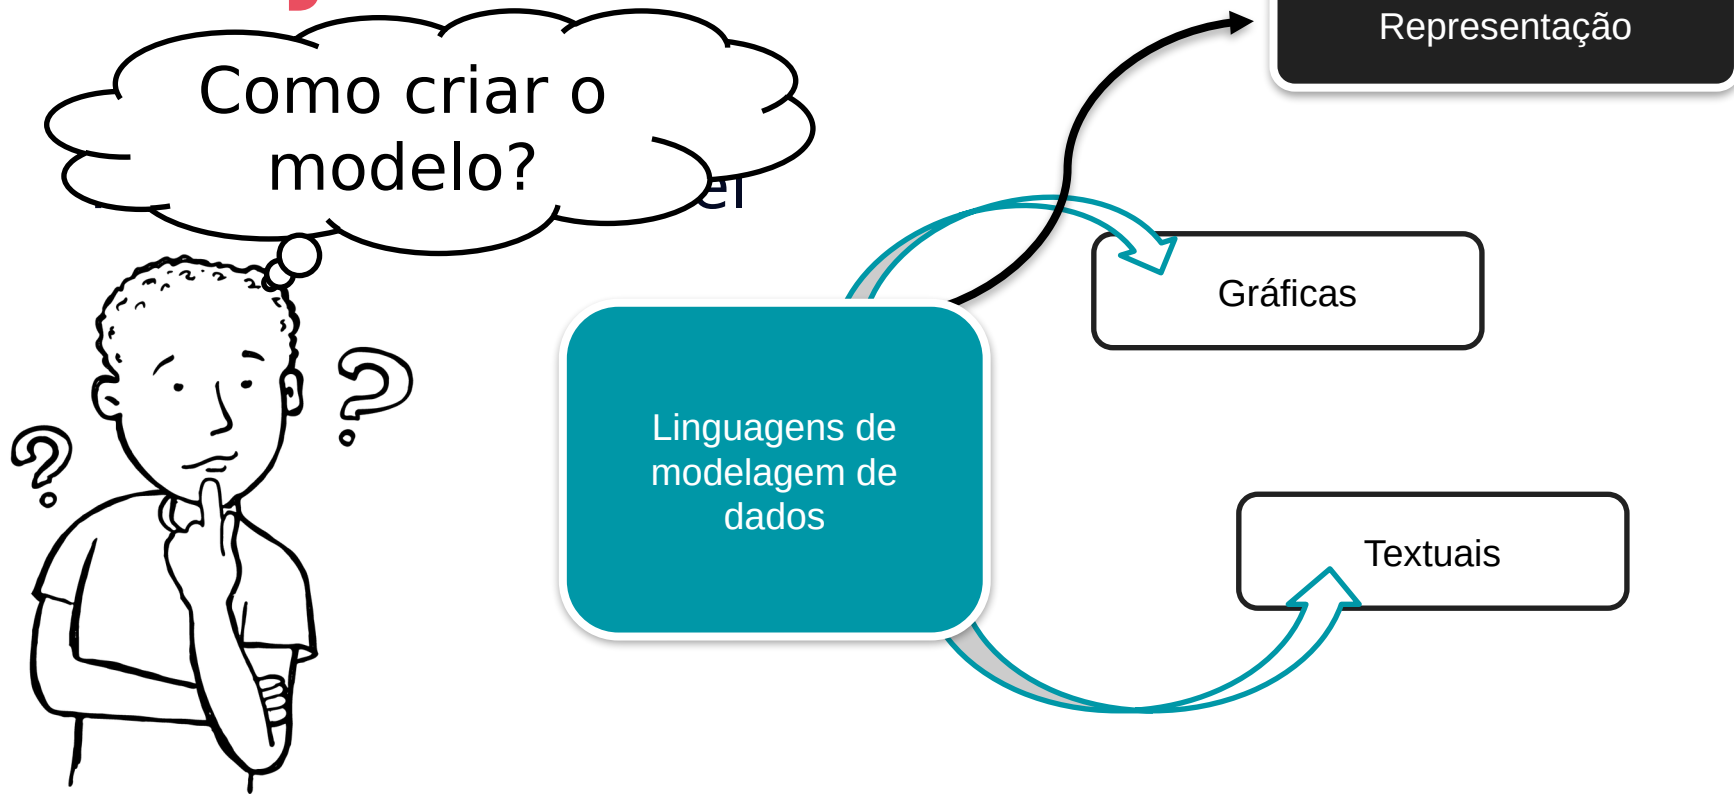 Como criar o
modelo?
Representação
Gráficas
Linguagens de
modelagem de
dados
Textuais